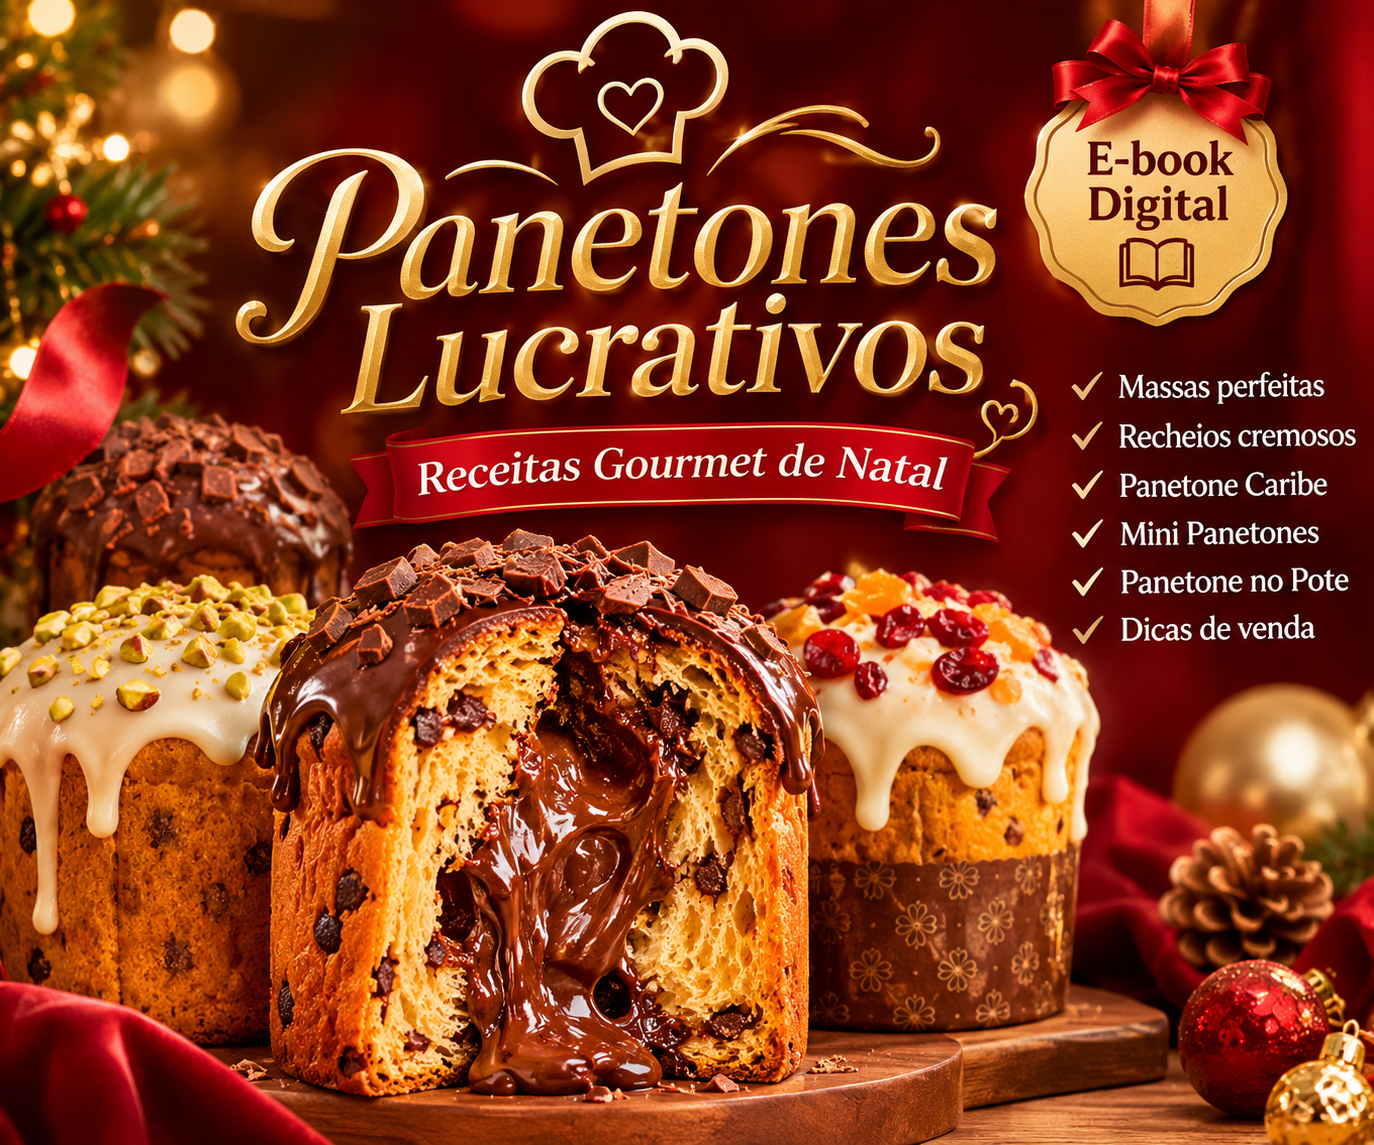 Panetones
Lucrativos
Receitas Gourmet de Natal
E-book
Digital
Massas perfeitas
Recheios cremosos
Panetone Caribe
Mini Panetones
Panetone no Pote
Dicas de venda